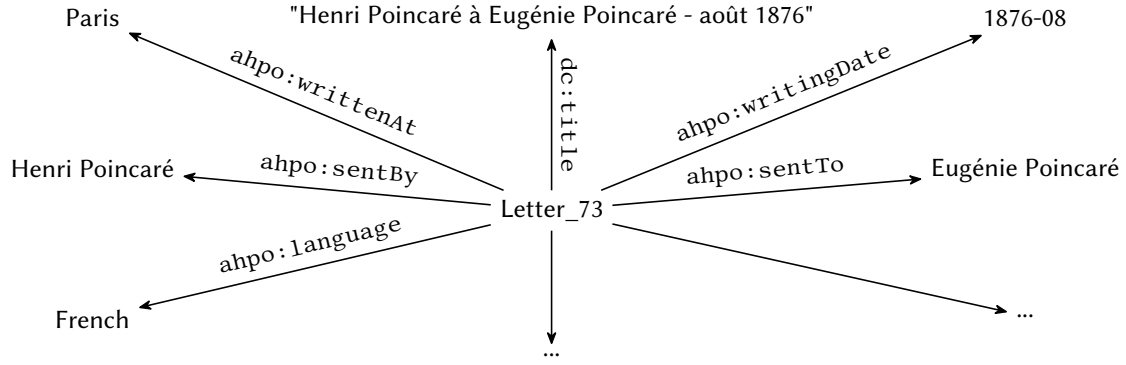 Paris
"Henri Poincaré à Eugénie Poincaré - août 1876"
1876-08
ahpo:writtenAt
dc:title
ahpo:writingDate
Henri Poincaré
ahpo:sentBy
ahpo:sentTo
Eugénie Poincaré
Letter_73
ahpo:language
French
...
...